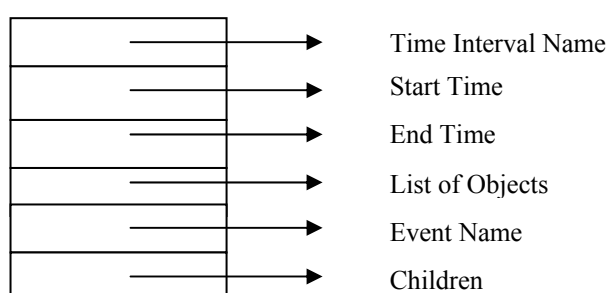 Time Interval Name
Start Time
End Time
List of Objects
Event Name
Children